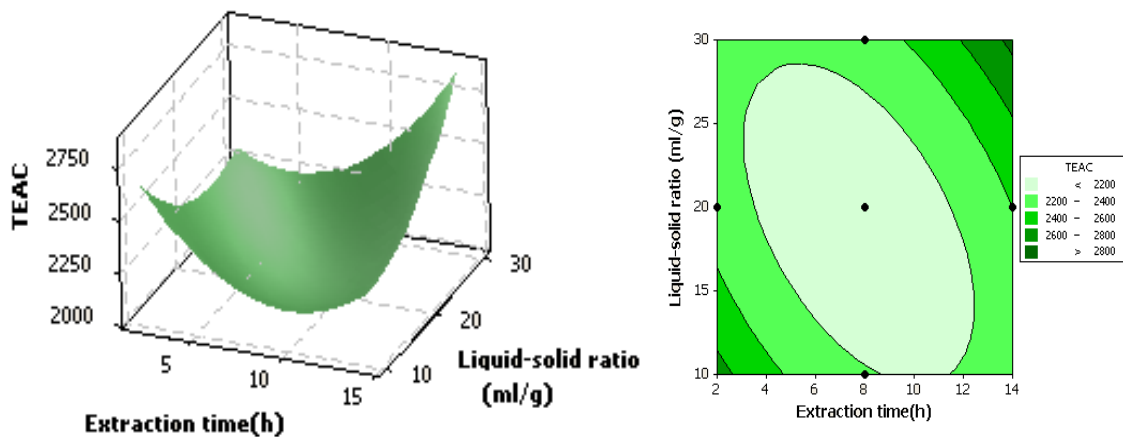 2750
2500
2250
2000
TEAC
5
10
15
Extraction time(h)
10
20
30
Liquid-solid ratio
(ml/g)
30
25
20
15
10
Liquid-solid ratio (ml/g)
2 4 6 8 10 12 14
Extraction time(h)
TEAC
< 2200
2200 – 2400
2400 – 2600
2600 – 2800
> 2800